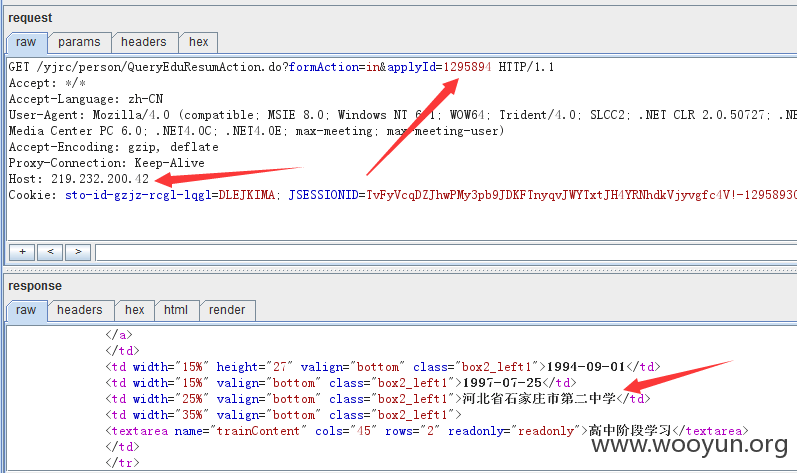 request
raw params headers hex
GET /yjrc/person/QueryEduResumAction.do?formAction=in&applyId=1295894 HTTP/1.1
Accept: */*
Accept-Language: zh-CN
User-Agent: Mozilla/4.0 (compatible; MSIE 8.0; Windows NT 6.1; WOW64; Trident/4.0; SLCC2; .NET CLR 2.0.50727; .NE
Media Center PC 6.0; .NET4.0C; .NET4.0E; max-meeting; max-meeting-user)
Accept-Encoding: gzip, deflate
Proxy-Connection: Keep-Alive
Host: 219.232.200.42
Cookie: sto-id-gzjz-rcgl-lqgl=DLEJKIMA; JSESSIONID=TvFyVcqDZJhwPMy3pb9JDKFTnyqvJWYTxtJH4YRNhdkVjyvgfc4V!-12958930
+ < >
response
raw headers hex html render
</a>
</td>
<td width="15%" height="27" valign="bottom" class="box2_left1">1994-09-01</td>
<td width="15%" valign="bottom" class="box2_left1">1997-07-25</td>
<td width="25%" valign="bottom" class="box2_left1">河北省石家庄市第二中学</td>
<td width="35%" valign="bottom" class="box2_left1">
<textarea name="trainContent" cols="45" rows="2" readonly="readonly">高中阶段学习</textarea>
</td>
</tr>
www.wooyun.org